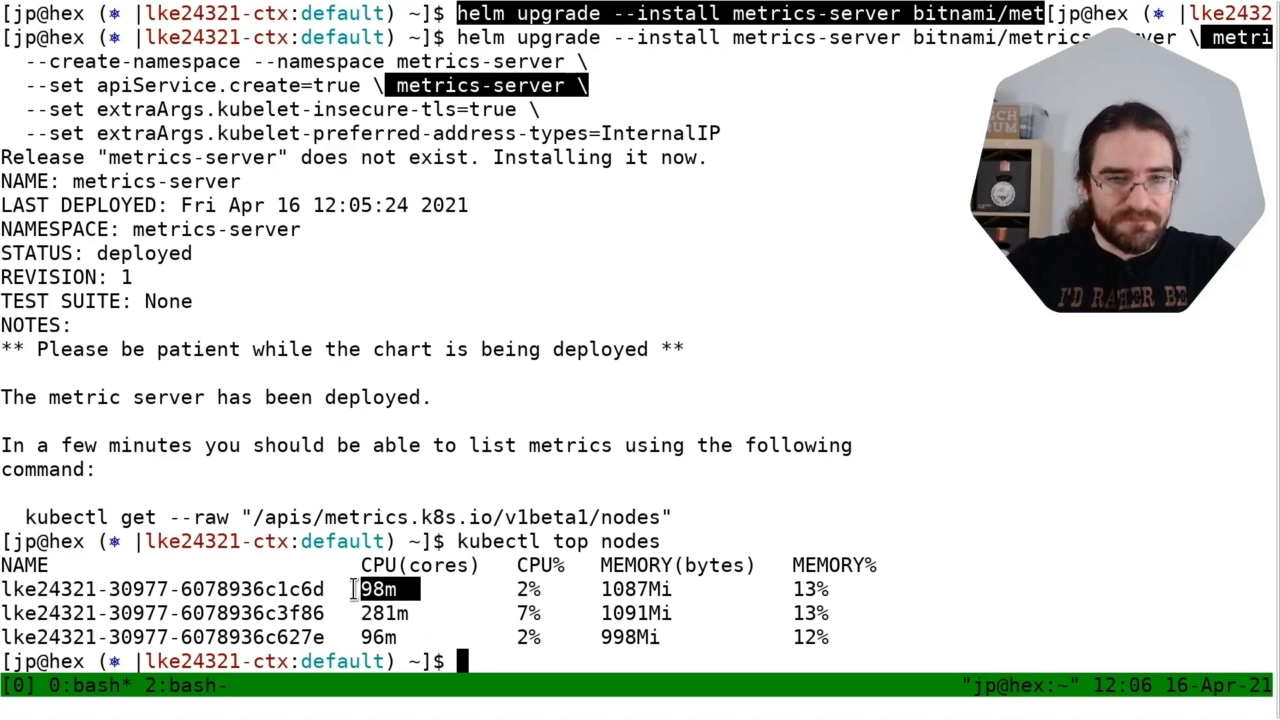 [jp@hex (⎈ |lke24321-ctx:default) ~]$ helm upgrade --install metrics-server bitnami/met[jp@hex (⎈ |lke2432
[jp@hex (⎈ |lke24321-ctx:default) ~]$ helm upgrade --install metrics-server bitnami/metrics-server \ metri
  --create-namespace --namespace metrics-server \
  --set apiService.create=true \ metrics-server \
  --set extraArgs.kubelet-insecure-tls=true \
  --set extraArgs.kubelet-preferred-address-types=InternalIP
Release "metrics-server" does not exist. Installing it now.
NAME: metrics-server
LAST DEPLOYED: Fri Apr 16 12:05:24 2021
NAMESPACE: metrics-server
STATUS: deployed
REVISION: 1
TEST SUITE: None
NOTES:
** Please be patient while the chart is being deployed **
The metric server has been deployed.
In a few minutes you should be able to list metrics using the following
command:
  kubectl get --raw "/apis/metrics.k8s.io/v1beta1/nodes"
[jp@hex (⎈ |lke24321-ctx:default) ~]$ kubectl top nodes
NAME CPU(cores) CPU% MEMORY(bytes) MEMORY%
lke24321-30977-6078936c1c6d 98m 2% 1087Mi 13%
lke24321-30977-6078936c3f86 281m 7% 1091Mi 13%
lke24321-30977-6078936c627e 96m 2% 998Mi 12%
[jp@hex (⎈ |lke24321-ctx:default) ~]$
[0] 0:bash* 2:bash- "jp@hex:~" 12:06 16-Apr-21
I'D RATHER BE